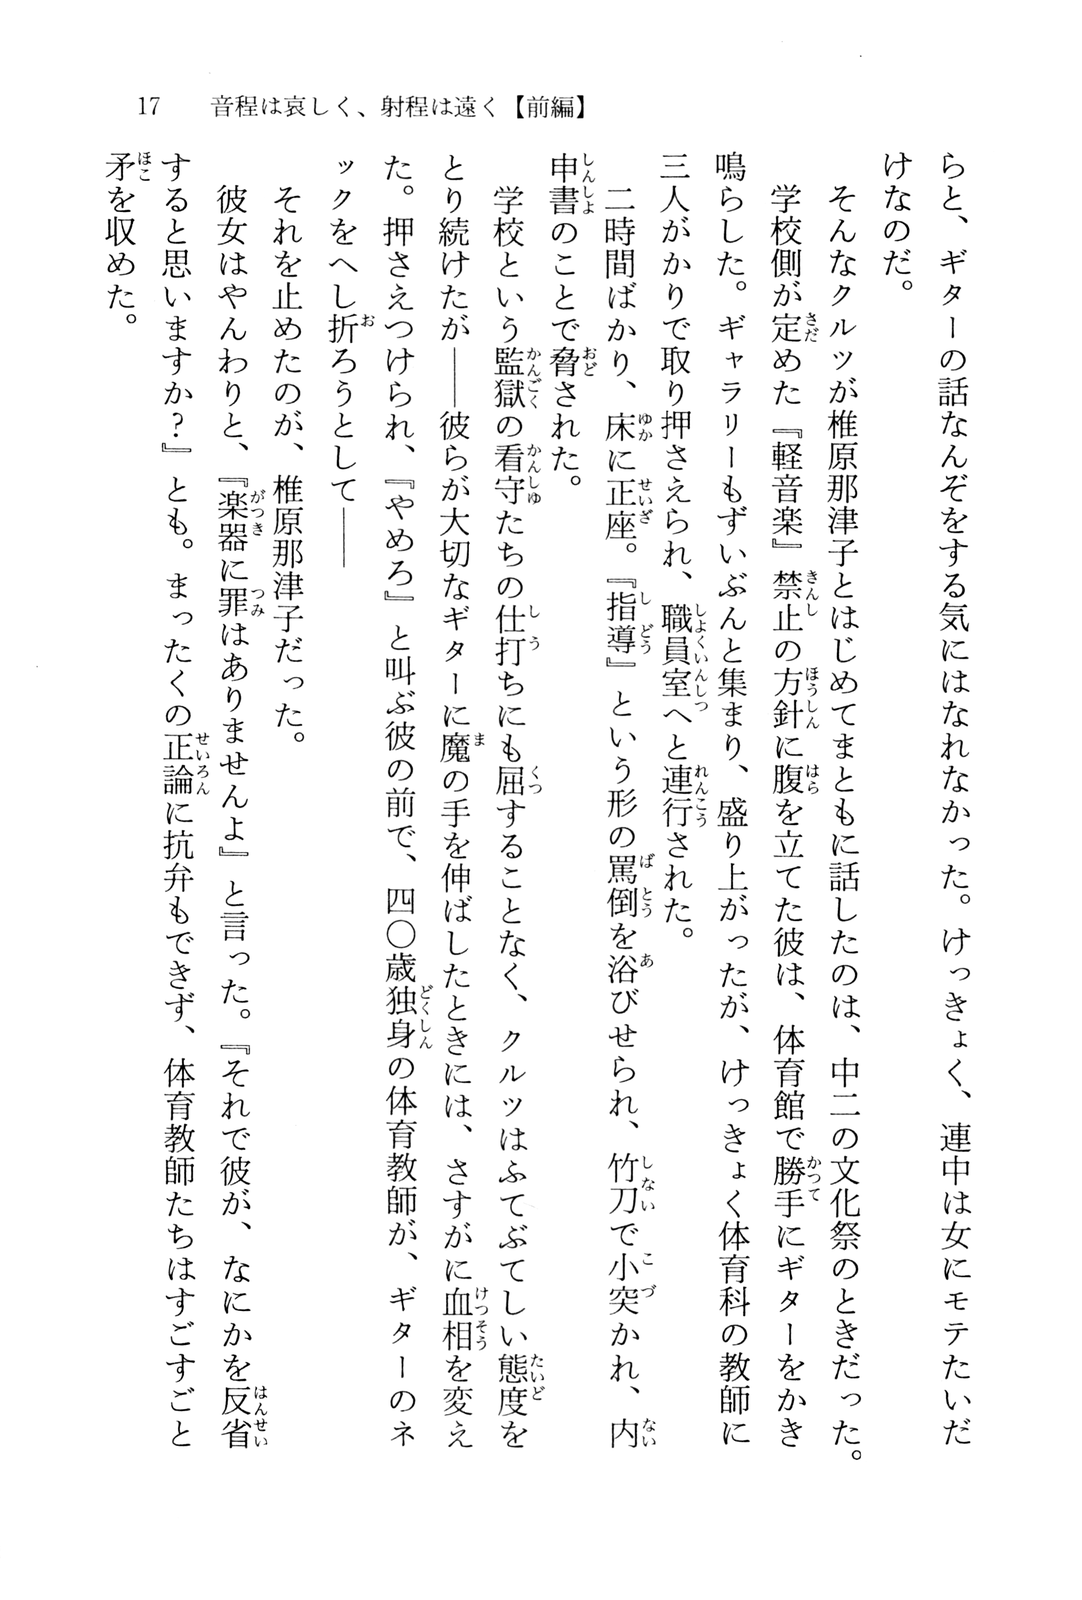 17　音程は哀しく、射程は遠く【前編】
らと、ギターの話なんぞをする気にはなれなかった。けっきょく、連中は女にモテたいだ
けなのだ。
　そんなクルツが椎原那津子とはじめてまともに話したのは、中二の文化祭のときだった。
　学校側が定めた『軽音楽』禁止の方針に腹を立てた彼は、体育館で勝手にギターをかき
鳴らした。ギャラリーもずいぶんと集まり、盛り上がったが、けっきょく体育科の教師に
三人がかりで取り押さえられ、職員室へと連行された。
　二時間ばかり、床に正座。『指導』という形の罵倒を浴びせられ、竹刀で小突かれ、内
申書のことで脅された。
　学校という監獄の看守たちの仕打ちにも屈することなく、クルツはふてぶてしい態度を
とり続けたが――彼らが大切なギターに魔の手を伸ばしたときには、さすがに血相を変え
た。押さえつけられ、『やめろ』と叫ぶ彼の前で、四〇歳独身の体育教師が、ギターのネ
ックをへし折ろうとして――
　それを止めたのが、椎原那津子だった。
　彼女はやんわりと、『楽器に罪はありませんよ』と言った。『それで彼が、なにかを反省
すると思いますか？』とも。まったくの正論に抗弁もできず、体育教師たちはすごすごと
矛を収めた。